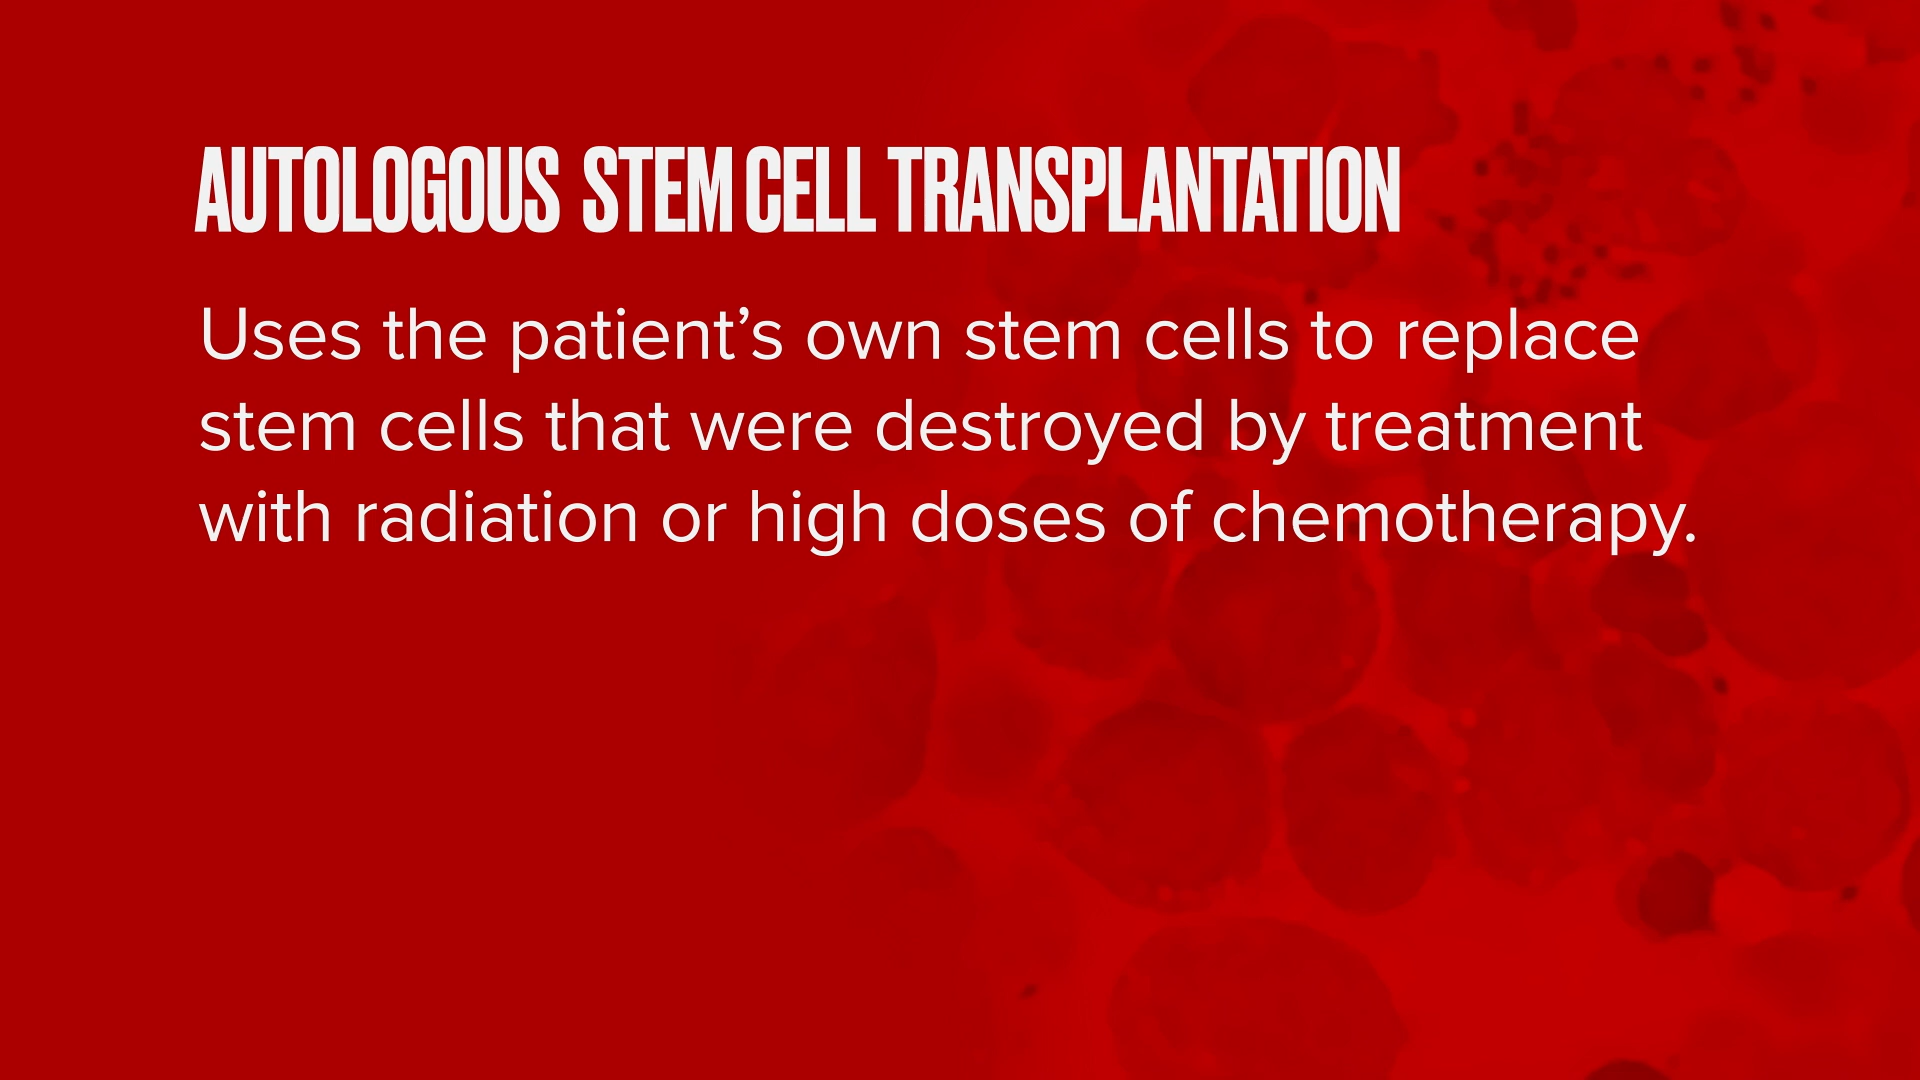 AUTOLOGOUS STEM CELL TRANSPLANTATION
Uses the patient’s own stem cells to replace
stem cells that were destroyed by treatment
with radiation or high doses of chemotherapy.